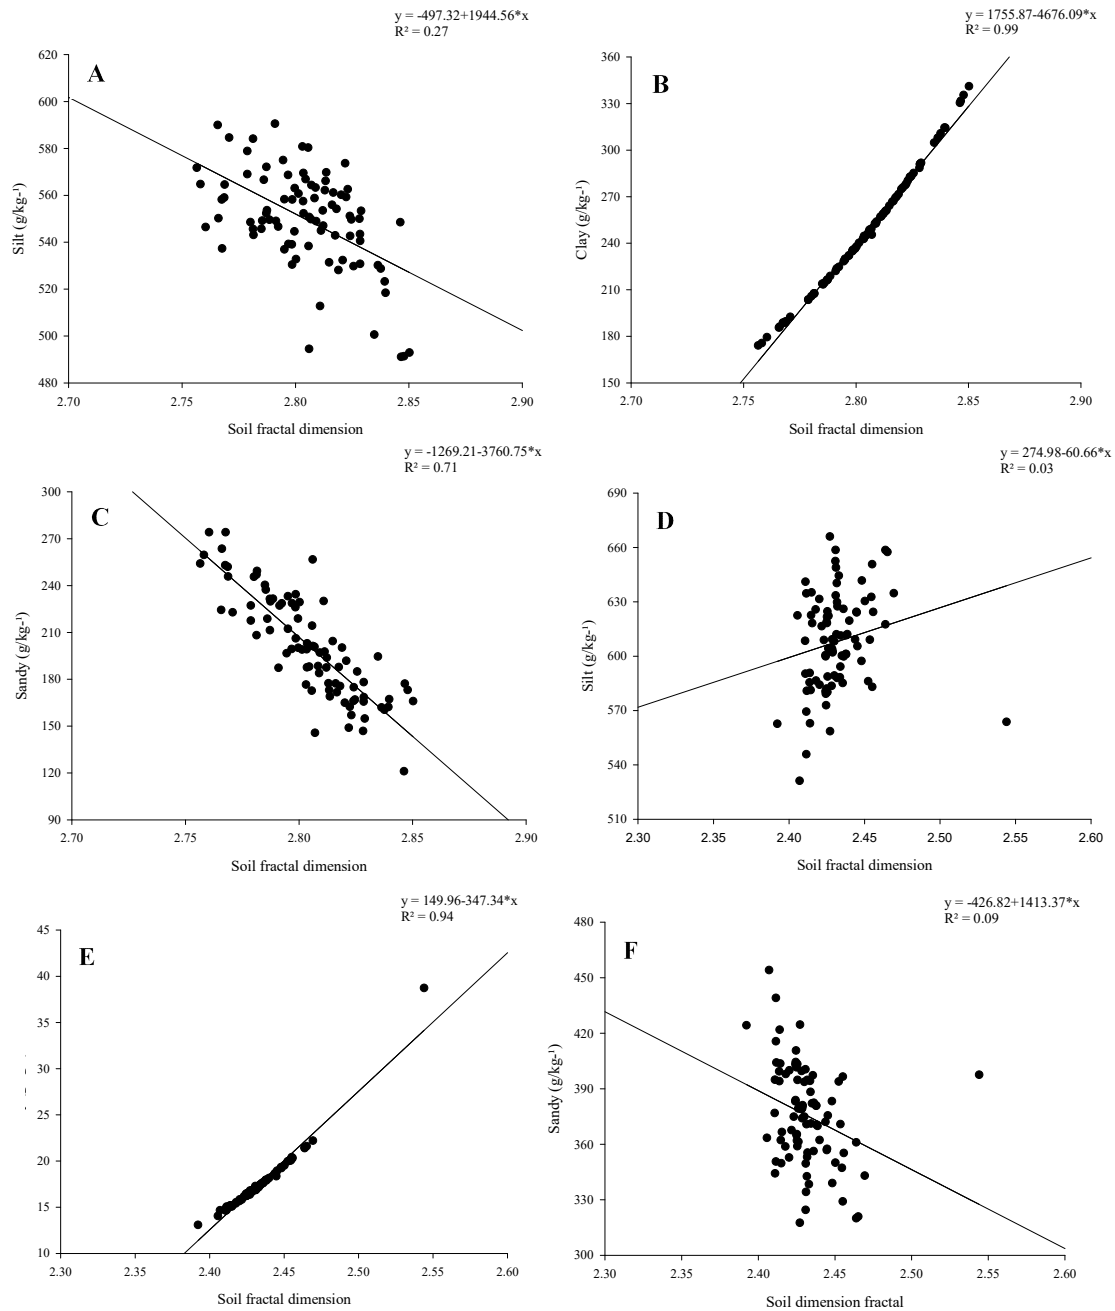 y = -497.32+1944.56*x
R² = 0.27
A
620
600
580
560
540
520
500
480
Silt (g/kg-¹)
2.70 2.75 2.80 2.85 2.90
Soil fractal dimension
y = 1755.87-4676.09*x
R² = 0.99
B
360
330
300
270
240
210
180
150
Clay (g/kg-¹)
2.70 2.75 2.80 2.85 2.90
Soil fractal dimension
y = -1269.21-3760.75*x
R² = 0.71
C
300
270
240
210
180
150
120
90
Sandy (g/kg-¹)
2.70 2.75 2.80 2.85 2.90
Soil fractal dimension
y = 274.98-60.66*x
R² = 0.03
D
690
660
630
600
570
540
510
Silt (g/kg-¹)
2.30 2.35 2.40 2.45 2.50 2.55 2.60
Soil fractal dimension
y = 149.96-347.34*x
R² = 0.94
E
45
40
35
30
25
20
15
10
2.30 2.35 2.40 2.45 2.50 2.55 2.60
Soil fractal dimension
y = -426.82+1413.37*x
R² = 0.09
F
480
450
420
390
360
330
300
Sandy (g/kg-¹)
2.30 2.35 2.40 2.45 2.50 2.55 2.60
Soil dimension fractal